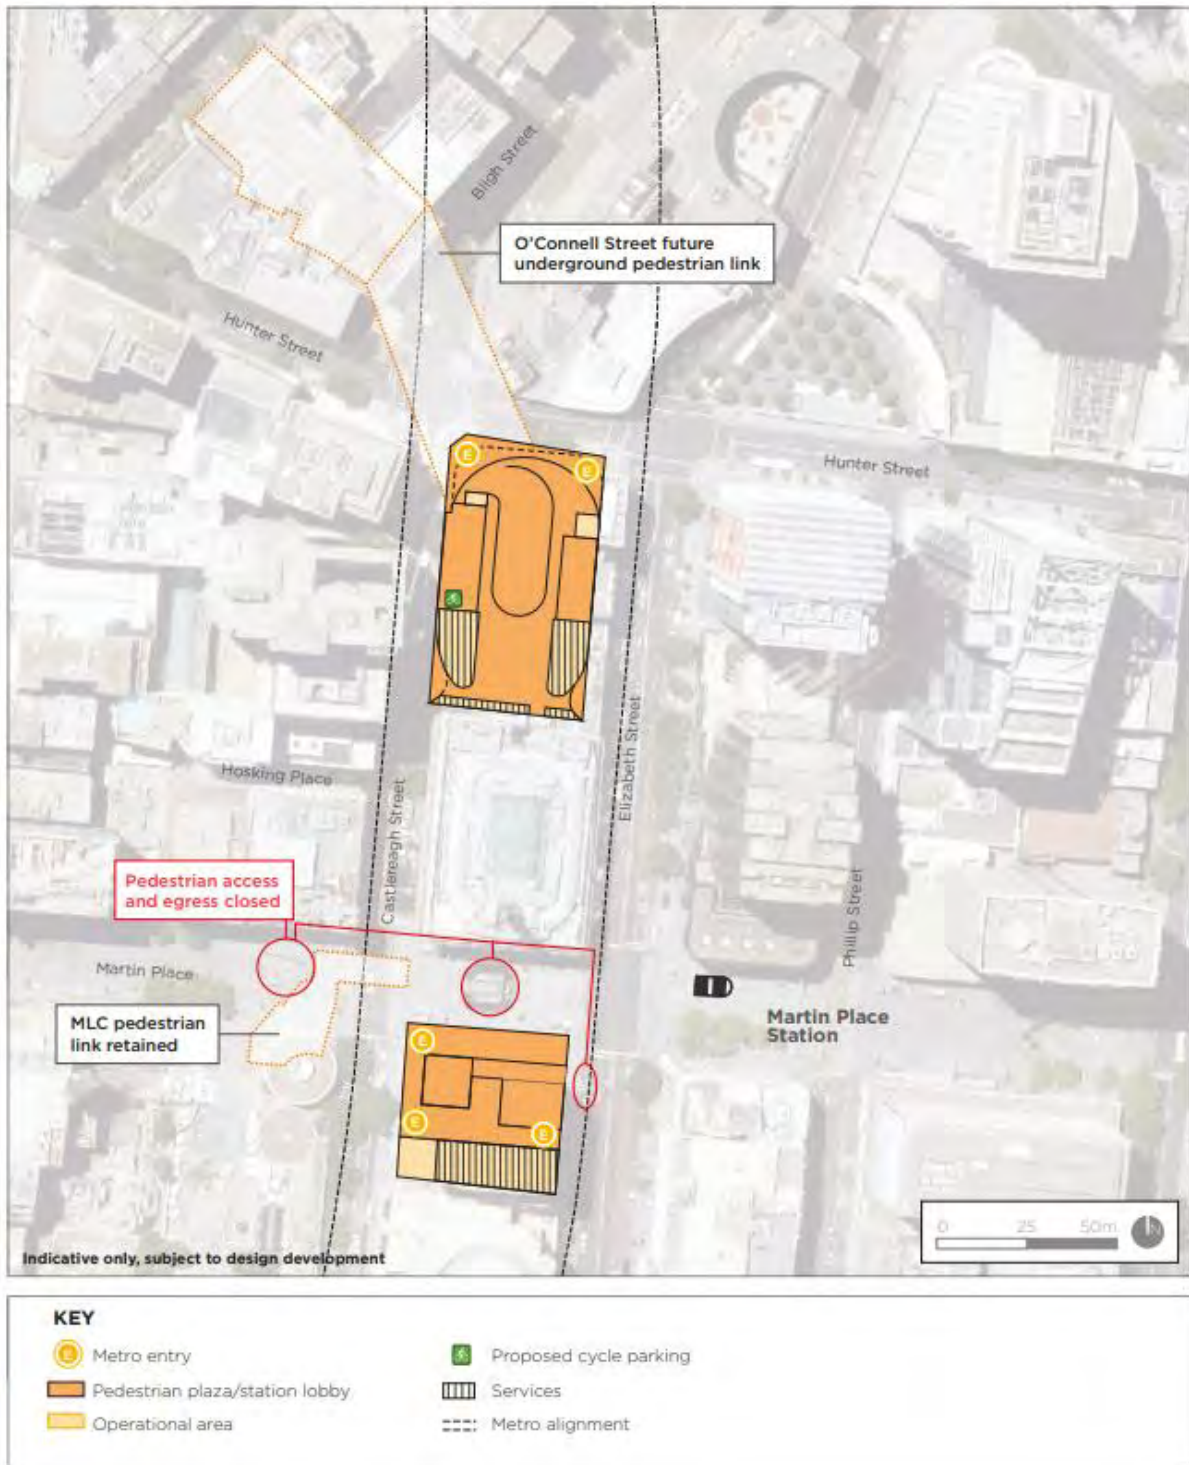 Bligh Street
O'Connell Street future
underground pedestrian link
Hunter Street
E
E
Hunter Street
Elizabeth Street
Hosking Place
Castlereagh Street
Pedestrian access
and egress closed
Phillip Street
Martin Place
Martin Place
Station
MLC pedestrian
link retained
E
E
E
0 25 50m
N
Indicative only, subject to design development
KEY
E Metro entry
Proposed cycle parking
Pedestrian plaza/station lobby
Services
Operational area
Metro alignment